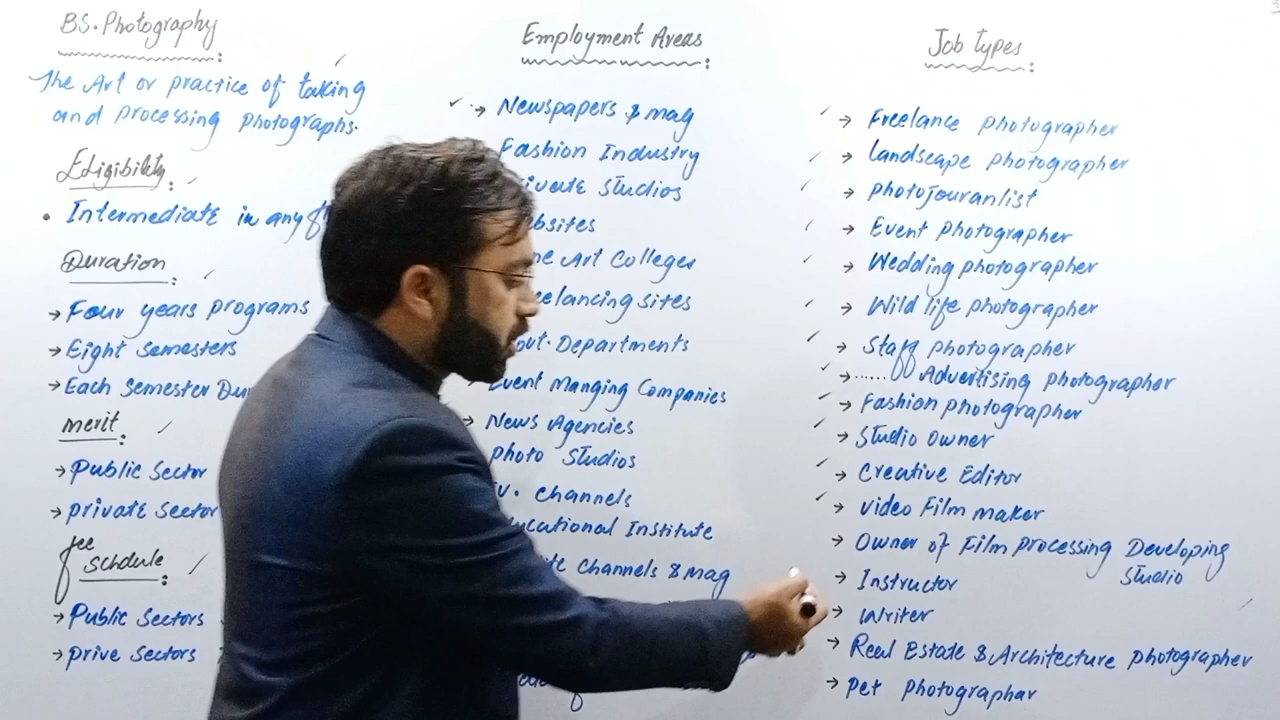 BS. Photography :
The Art or practice of taking
and processing photographs.
Eligibility :
• Intermediate in any
Duration :
→ Four years programs
→ Eight Semesters
→ Each Semester
merit :
→ Public Sector
→ private Sector
fee
Schdule :
→ Public Sectors
→ prive Sectors
Employment Areas :
→ Newspapers & mag
Fashion Industry
Studios
Art Colleges
sites
Departments
Event Manging Companies
→ News Agencies
photo Studios
Channels
Institute
Channels & mag
Job types :
→ Freelance photographer
→ landscape photographer
→ photojouranlist
→ Event photographer
→ Wedding photographer
→ Wild life photographer
→ Staff photographer
→ ...... Advertising photographer
→ Fashion photographer
→ Studio owner
→ Creative Editor
→ video Film maker
→ Owner of Film processing Developing
Studio
→ Instructor
→ Writer
→ Real Estate & Architecture photographer
→ Pet photographar